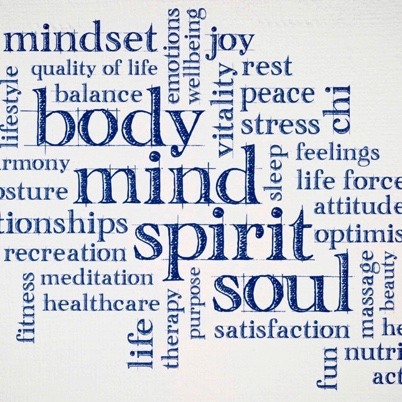 mindset
emotions
wellbeing
joy
quality of life
lifestyle
balance
vitality
rest
peace
chi
stress
body
armony
mind
sleep
feelings
life force
osture
attitude
tionships
spirit
optimis
recreation
fitness
meditation
healthcare
purpose
soul
massage
beauty
life
therapy
satisfaction
he
fun
nutri
act